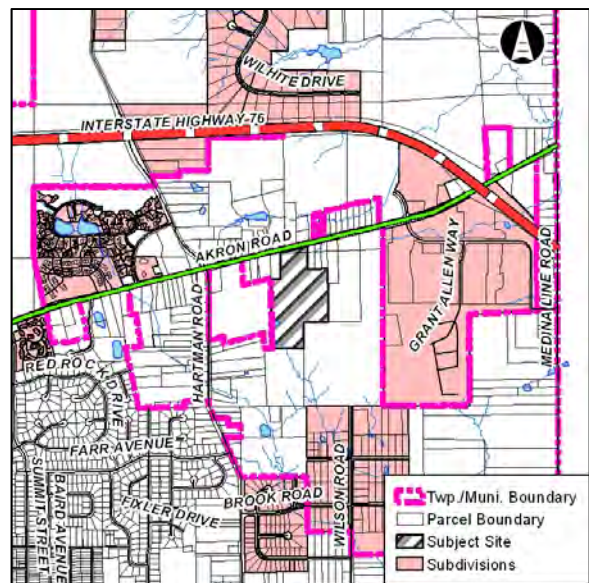 WILHITE DRIVE
INTERSTATE HIGHWAY 76
AKRON ROAD
HARTMAN ROAD
GRANT ALLEN WAY
MEDINA LINE ROAD
RED ROCK DRIVE
FARR AVENUE
FIXLER DRIVE
BROOK ROAD
WILSON ROAD
SUMMIT STREET
BAIRD AVENUE
Twp./Muni. Boundary
Parcel Boundary
Subject Site
Subdivisions